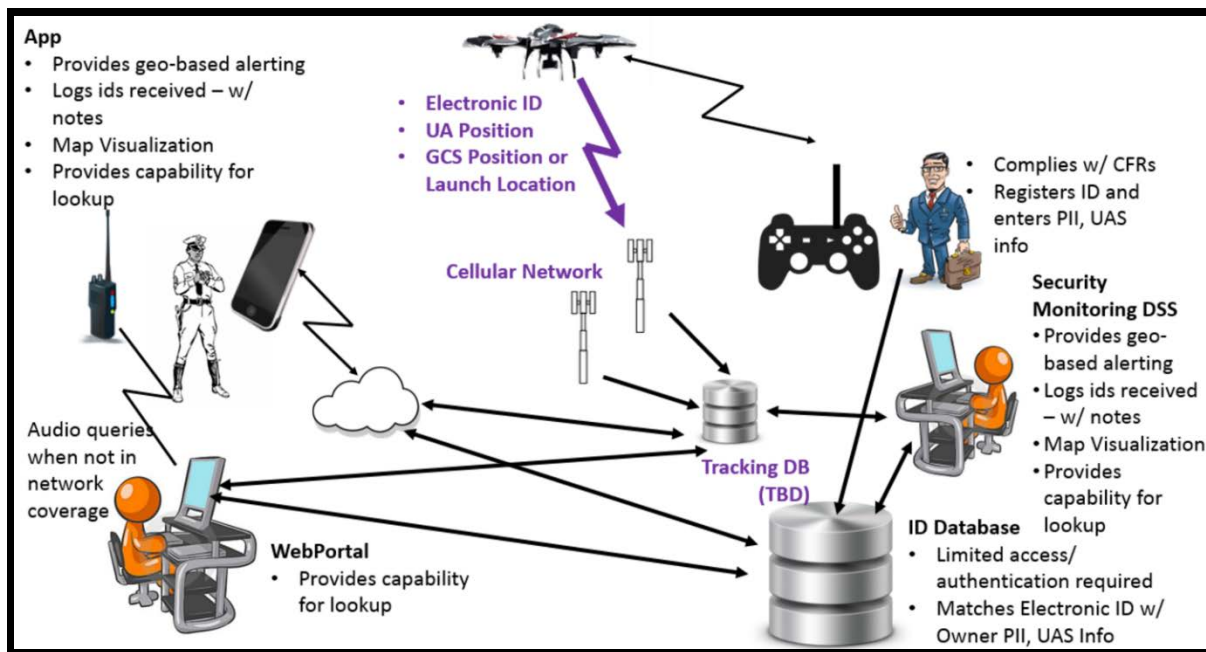 App
• Provides geo-based alerting
• Logs ids received – w/
notes
• Map Visualization
• Provides capability for
lookup
• Electronic ID
• UA Position
• GCS Position or
Launch Location
• Complies w/ CFRs
• Registers ID and
enters PII, UAS
info
Cellular Network
Security
Monitoring DSS
• Provides geo-
based alerting
• Logs ids received
– w/ notes
• Map Visualization
• Provides
capability for
lookup
Audio queries
when not in
network
coverage
Tracking DB
(TBD)
WebPortal
• Provides capability
for lookup
ID Database
• Limited access/
authentication required
• Matches Electronic ID w/
Owner PII, UAS Info